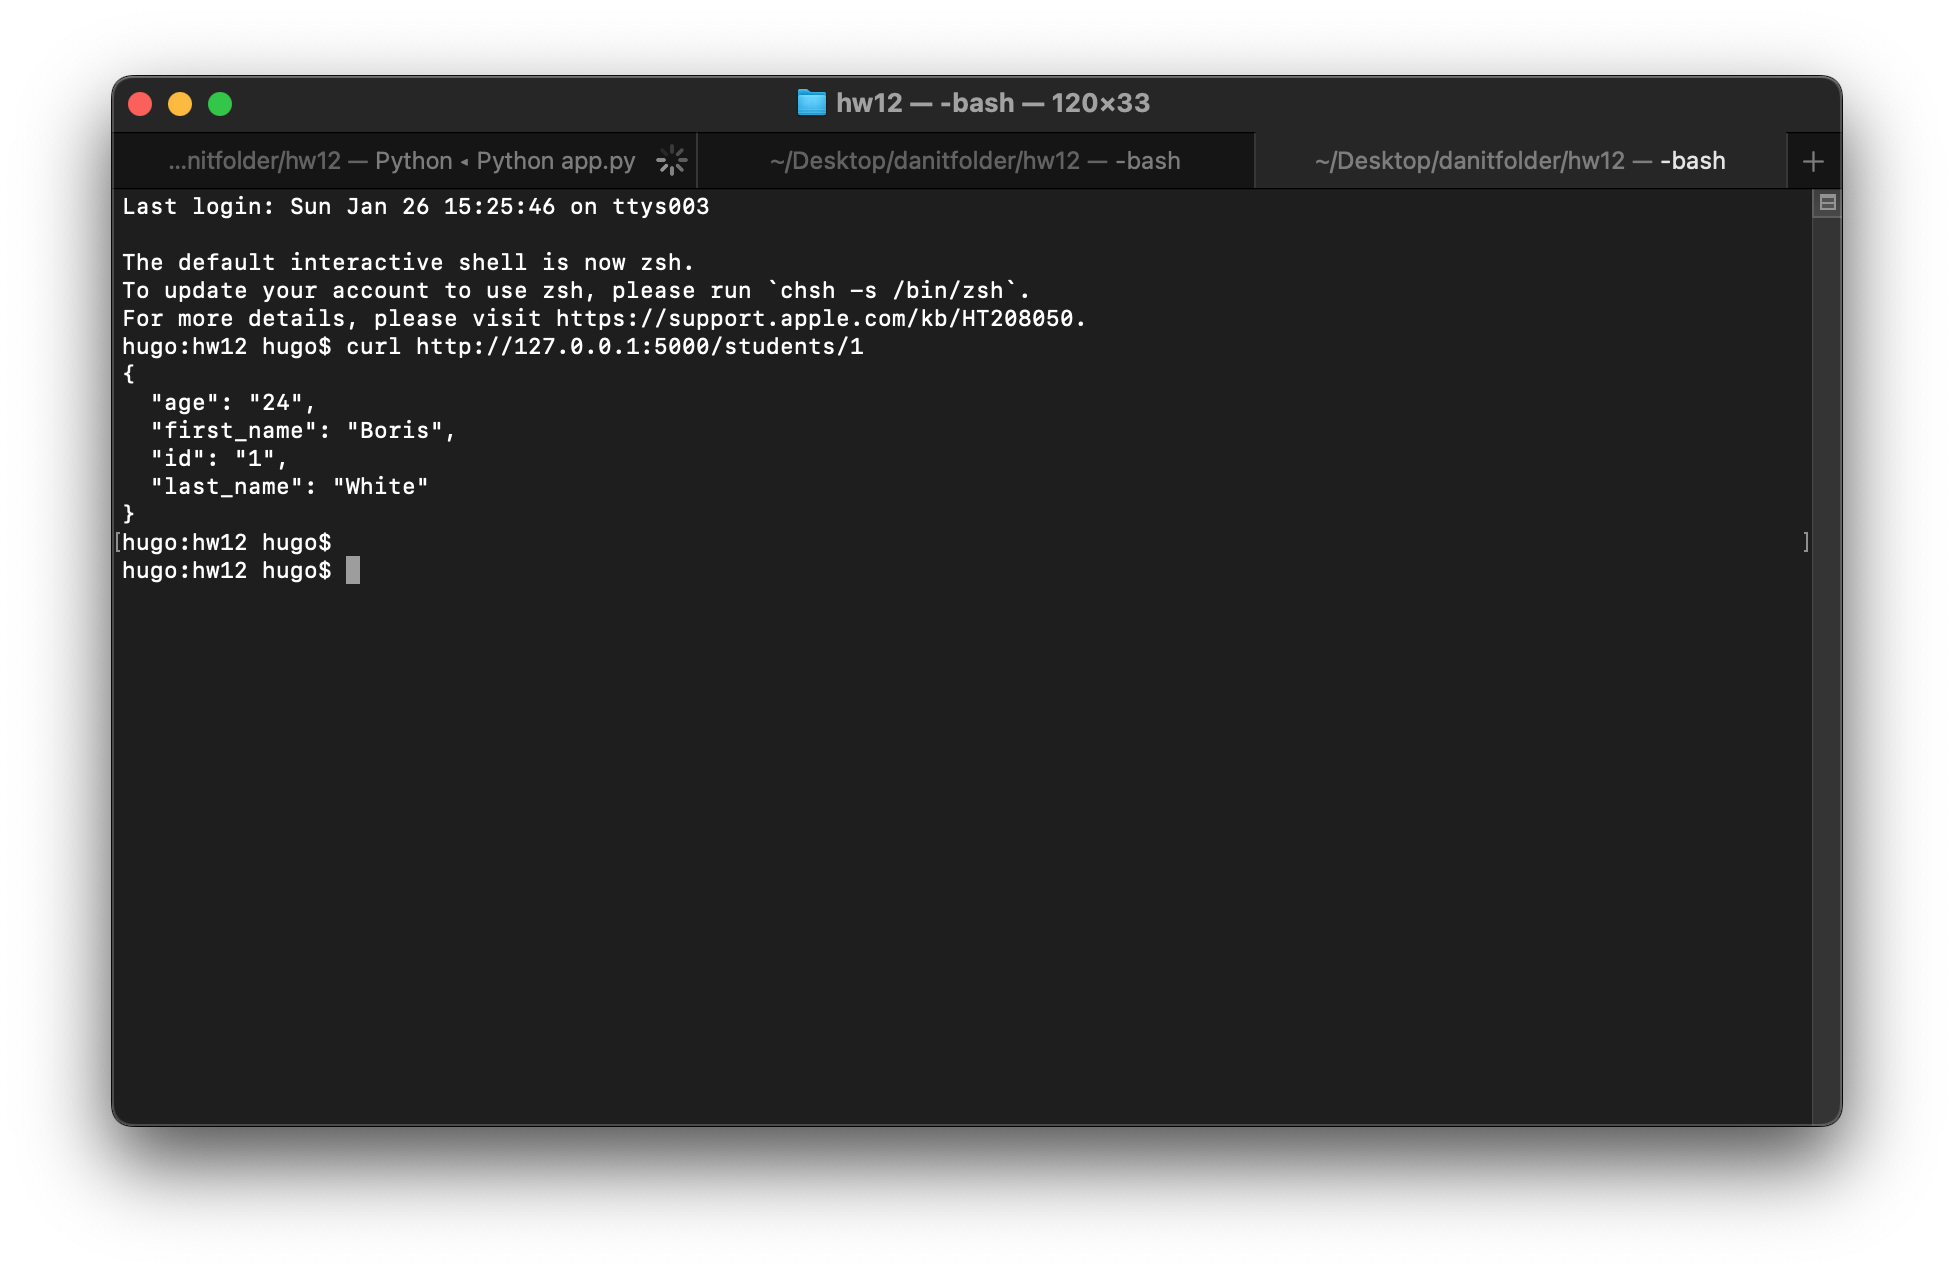 hw12 — -bash — 120×33
...nitfolder/hw12 — Python ◂ Python app.py
~/Desktop/danitfolder/hw12 — -bash
~/Desktop/danitfolder/hw12 — -bash
+
Last login: Sun Jan 26 15:25:46 on ttys003
The default interactive shell is now zsh.
To update your account to use zsh, please run `chsh -s /bin/zsh`.
For more details, please visit https://support.apple.com/kb/HT208050.
hugo:hw12 hugo$ curl http://127.0.0.1:5000/students/1
{
  "age": "24",
  "first_name": "Boris",
  "id": "1",
  "last_name": "White"
}
[hugo:hw12 hugo$ ]
hugo:hw12 hugo$